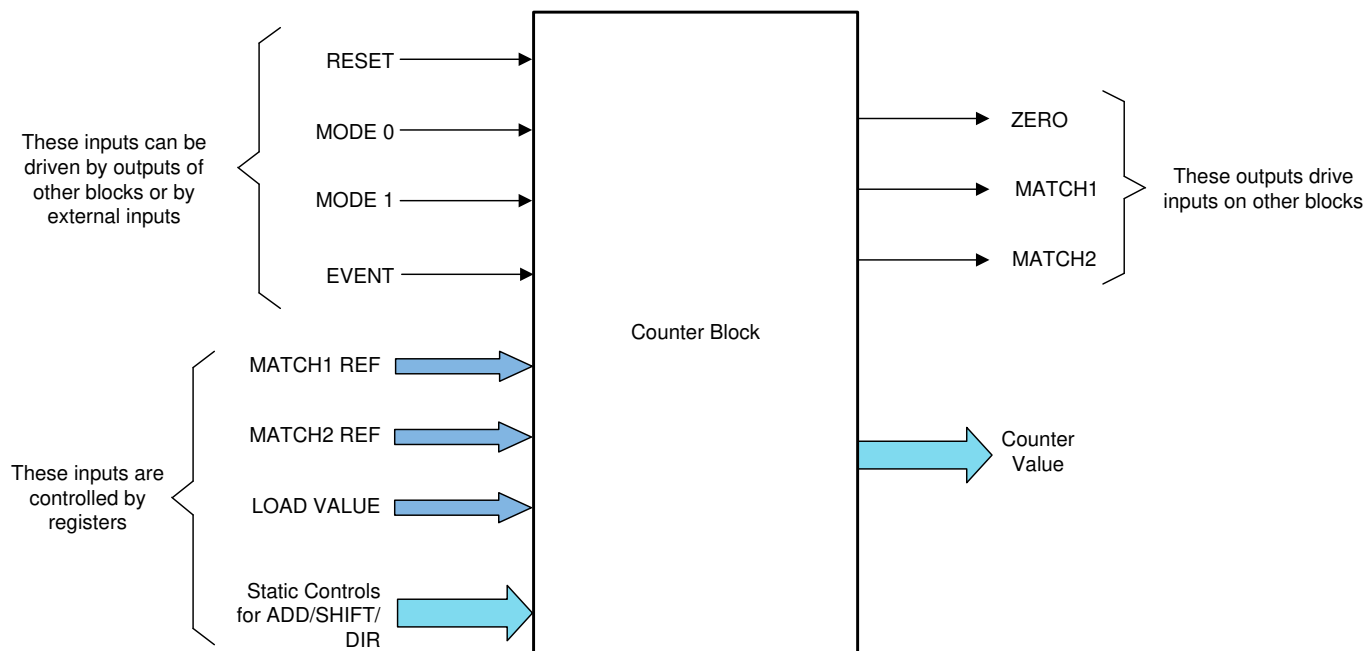 These inputs can be
driven by outputs of
other blocks or by
external inputs
RESET
MODE 0
MODE 1
EVENT
These inputs are
controlled by
registers
MATCH1 REF
MATCH2 REF
LOAD VALUE
Static Controls
for ADD/SHIFT/
DIR
Counter Block
ZERO
MATCH1
MATCH2
These outputs drive
inputs on other blocks
Counter
Value